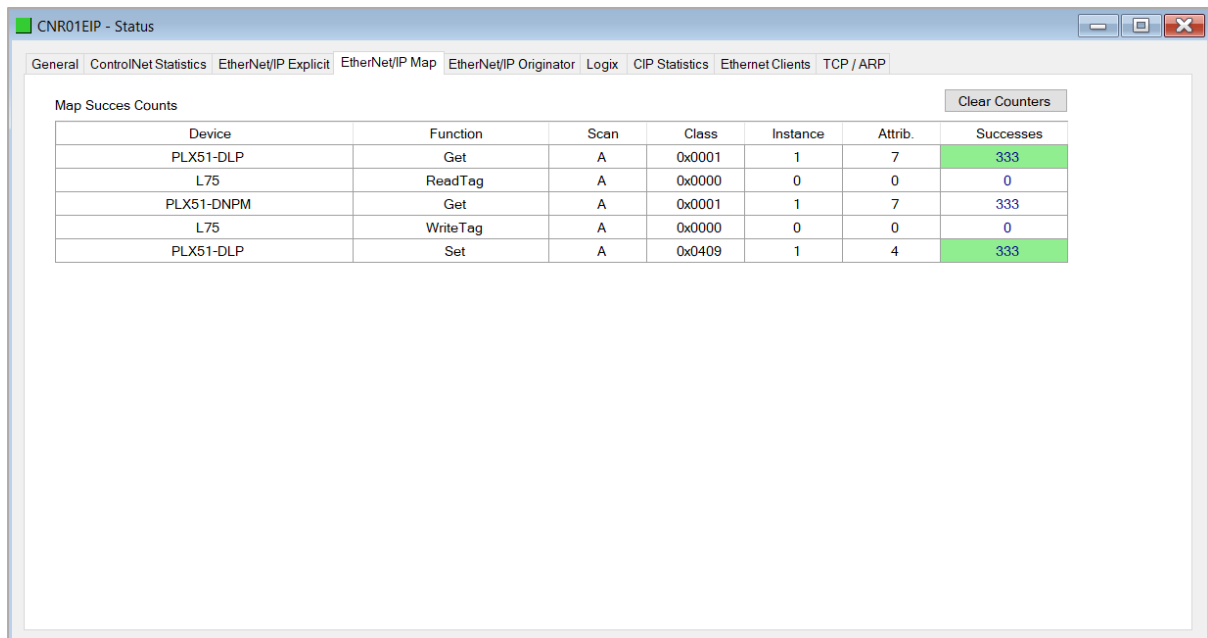 CNR01EIP - Status
General ControlNet Statistics EtherNet/IP Explicit EtherNet/IP Map EtherNet/IP Originator Logix CIP Statistics Ethernet Clients TCP / ARP
Map Succes Counts Clear Counters
Device Function Scan Class Instance Attrib. Successes
PLX51-DLP Get A 0x0001 1 7 333
L75 ReadTag A 0x0000 0 0 0
PLX51-DNPM Get A 0x0001 1 7 333
L75 WriteTag A 0x0000 0 0 0
PLX51-DLP Set A 0x0409 1 4 333